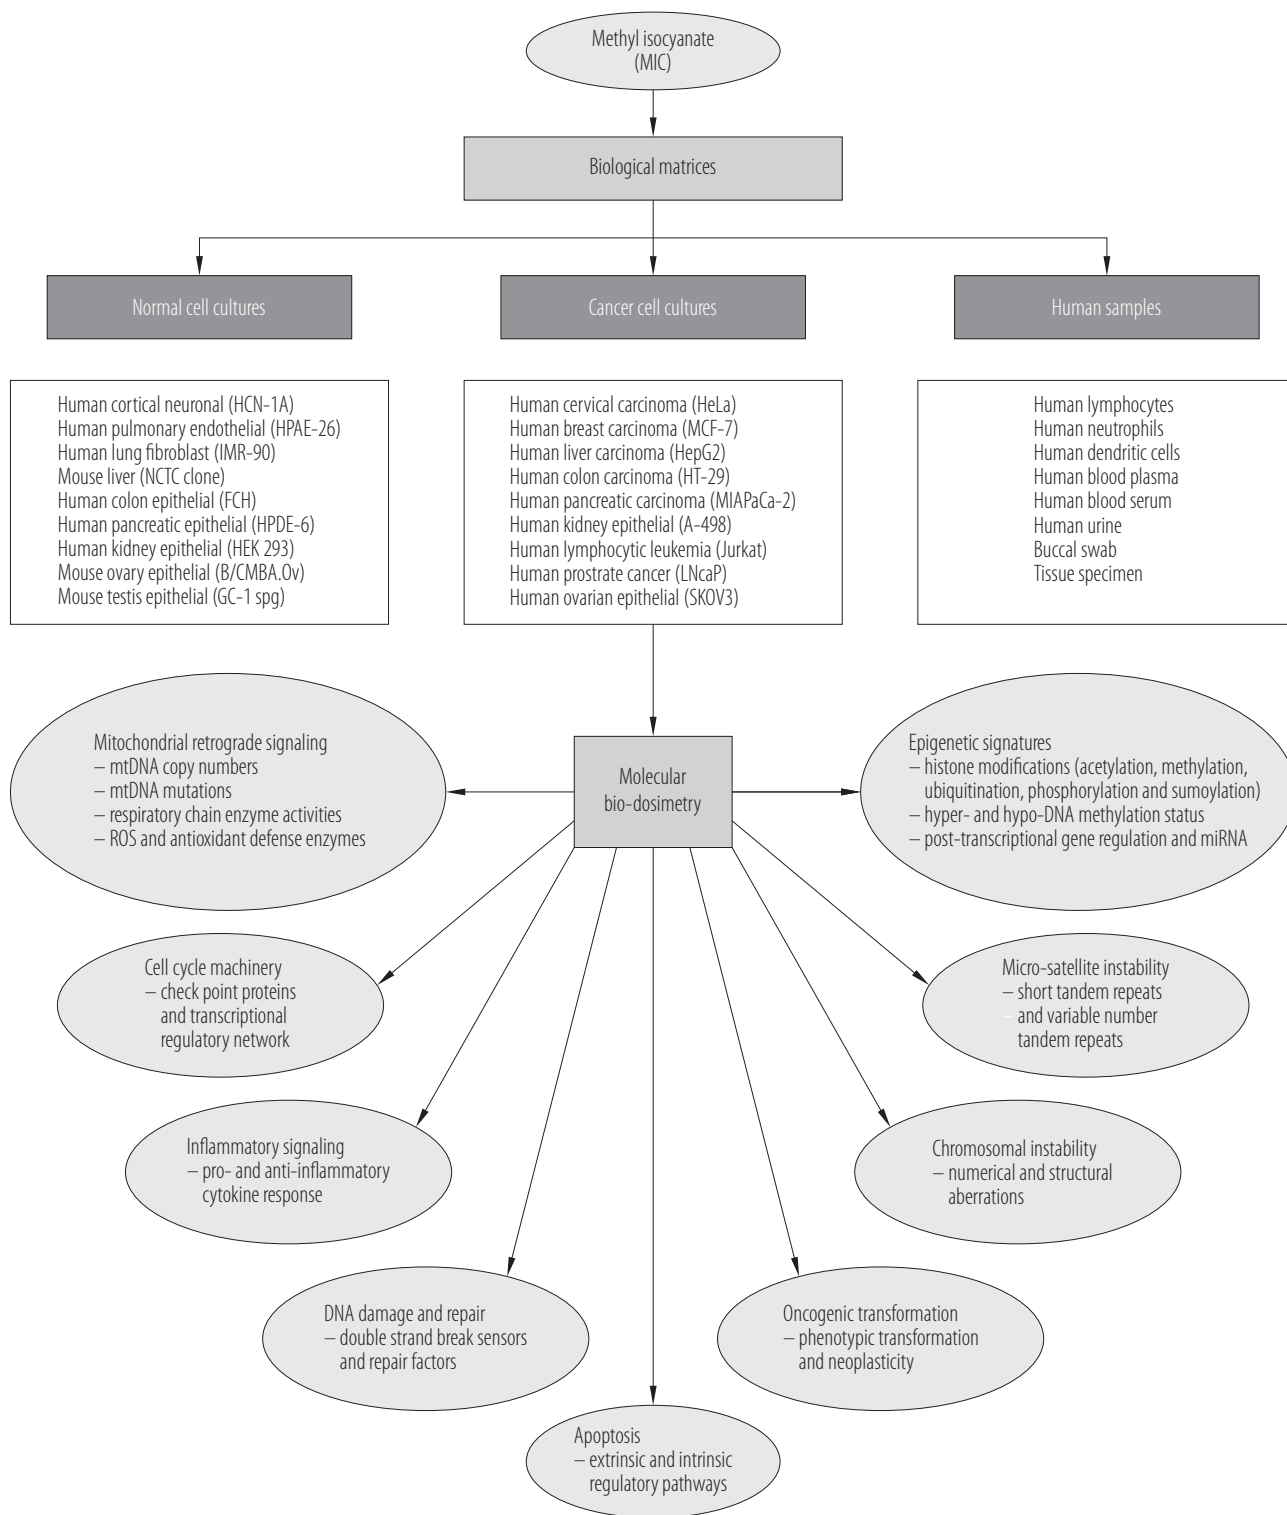 Methyl isocyanate
(MIC)
Biological matrices
Normal cell cultures
Cancer cell cultures
Human samples
Human cortical neuronal (HCN-1A)
Human pulmonary endothelial (HPAE-26)
Human lung fibroblast (IMR-90)
Mouse liver (NCTC clone)
Human colon epithelial (FCH)
Human pancreatic epithelial (HPDE-6)
Human kidney epithelial (HEK 293)
Mouse ovary epithelial (B/CMBA.Ov)
Mouse testis epithelial (GC-1 spg)
Human cervical carcinoma (HeLa)
Human breast carcinoma (MCF-7)
Human liver carcinoma (HepG2)
Human colon carcinoma (HT-29)
Human pancreatic carcinoma (MIAPaCa-2)
Human kidney epithelial (A-498)
Human lymphocytic leukemia (Jurkat)
Human prostrate cancer (LNcaP)
Human ovarian epithelial (SKOV3)
Human lymphocytes
Human neutrophils
Human dendritic cells
Human blood plasma
Human blood serum
Human urine
Buccal swab
Tissue specimen
Mitochondrial retrograde signaling
– mtDNA copy numbers
– mtDNA mutations
– respiratory chain enzyme activities
– ROS and antioxidant defense enzymes
Molecular
bio-dosimetry
Epigenetic signatures
– histone modifications (acetylation, methylation,
ubiquitination, phosphorylation and sumoylation)
– hyper- and hypo-DNA methylation status
– post-transcriptional gene regulation and miRNA
Cell cycle machinery
– check point proteins
and transcriptional
regulatory network
Micro-satellite instability
– short tandem repeats
– and variable number
tandem repeats
Inflammatory signaling
– pro- and anti-inflammatory
cytokine response
Chromosomal instability
– numerical and structural
aberrations
DNA damage and repair
– double strand break sensors
and repair factors
Oncogenic transformation
– phenotypic transformation
and neoplasticity
Apoptosis
– extrinsic and intrinsic
regulatory pathways